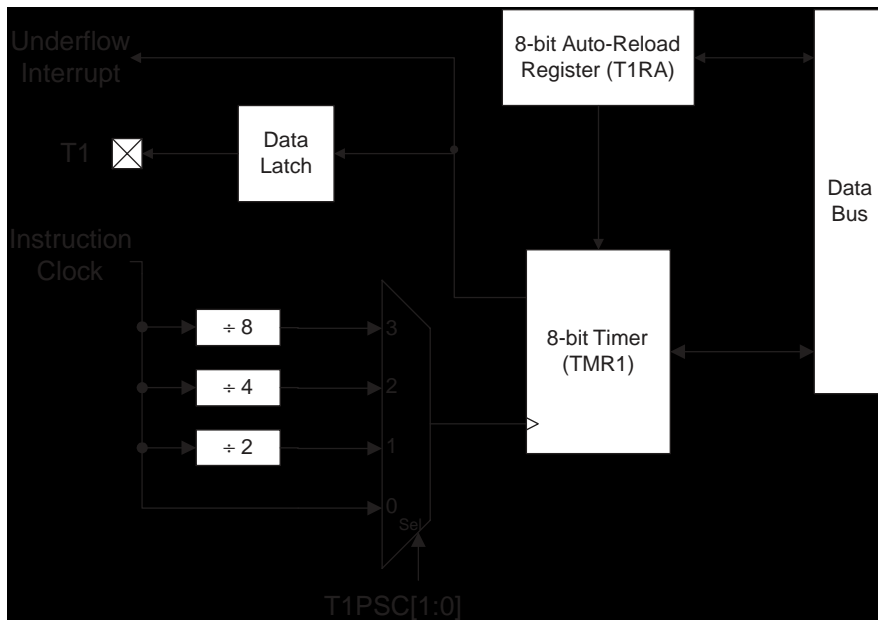 Underflow
Interrupt
8-bit Auto-Reload
Register (T1RA)
T1
Data
Latch
Data
Bus
Instruction
Clock
÷ 8
3
8-bit Timer
(TMR1)
÷ 4
2
÷ 2
1
0
Sel
T1PSC[1:0]